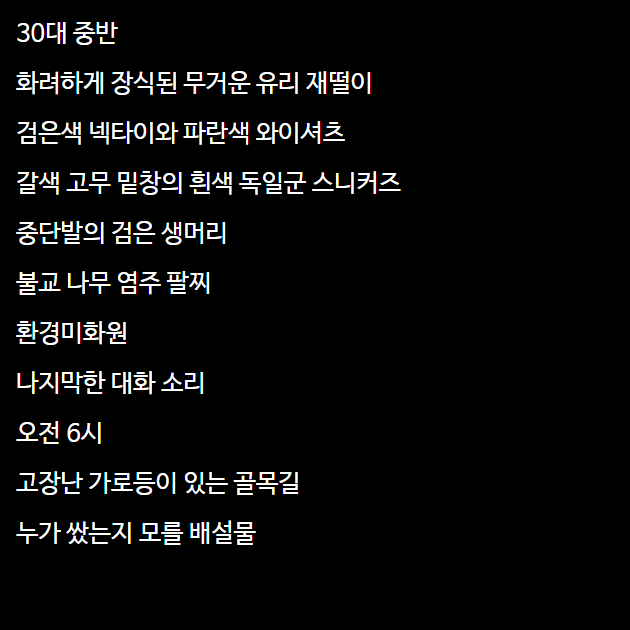 30대 중반
화려하게 장식된 무거운 유리 재떨이
검은색 넥타이와 파란색 와이셔츠
갈색 고무 밑창의 흰색 독일군 스니커즈
중단발의 검은 생머리
불교 나무 염주 팔찌
환경미화원
나지막한 대화 소리
오전 6시
고장난 가로등이 있는 골목길
누가 쌌는지 모를 배설물